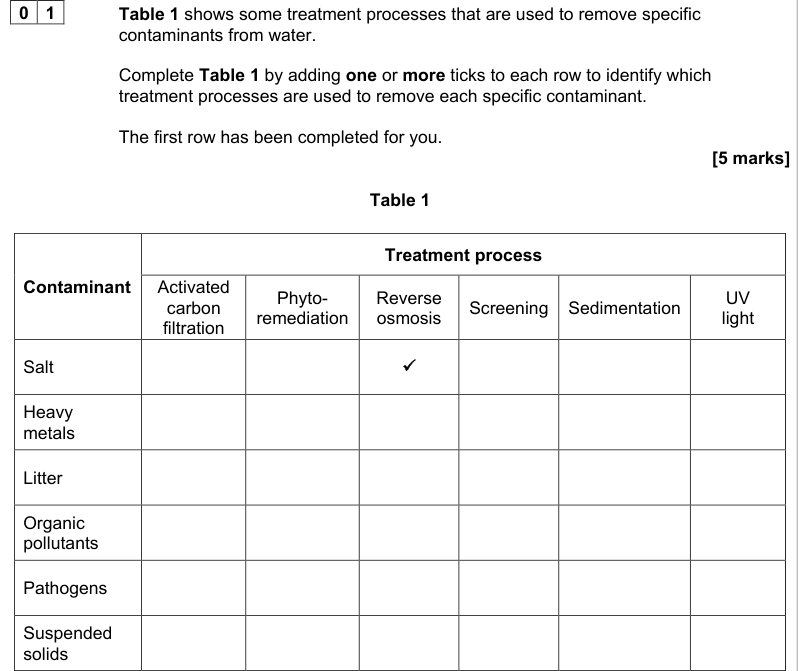 0 1
Table 1 shows some treatment processes that are used to remove specific
contaminants from water.
Complete Table 1 by adding one or more ticks to each row to identify which
treatment processes are used to remove each specific contaminant.
The first row has been completed for you.
[5 marks]
Table 1
Contaminant
Treatment process
Activated
carbon
filtration
Phyto-
remediation
Reverse
osmosis
Screening
Sedimentation
UV
light
Salt
✓
Heavy
metals
Litter
Organic
pollutants
Pathogens
Suspended
solids